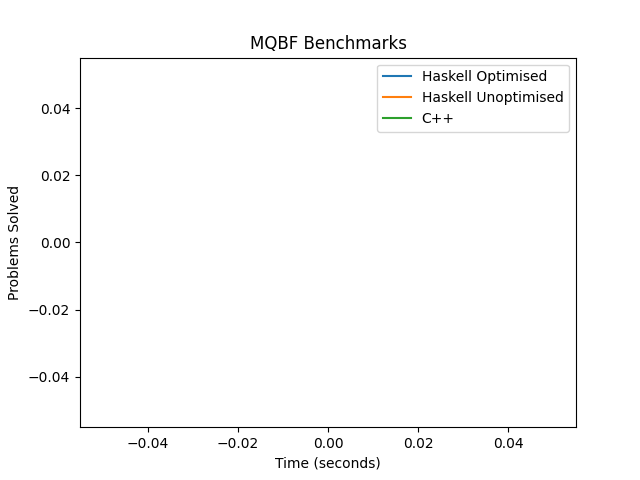 MQBF Benchmarks
Haskell Optimised
Haskell Unoptimised
C++
0.04
0.02
0.00
−0.02
−0.04
Problems Solved
−0.04
−0.02
0.00
0.02
0.04
Time (seconds)